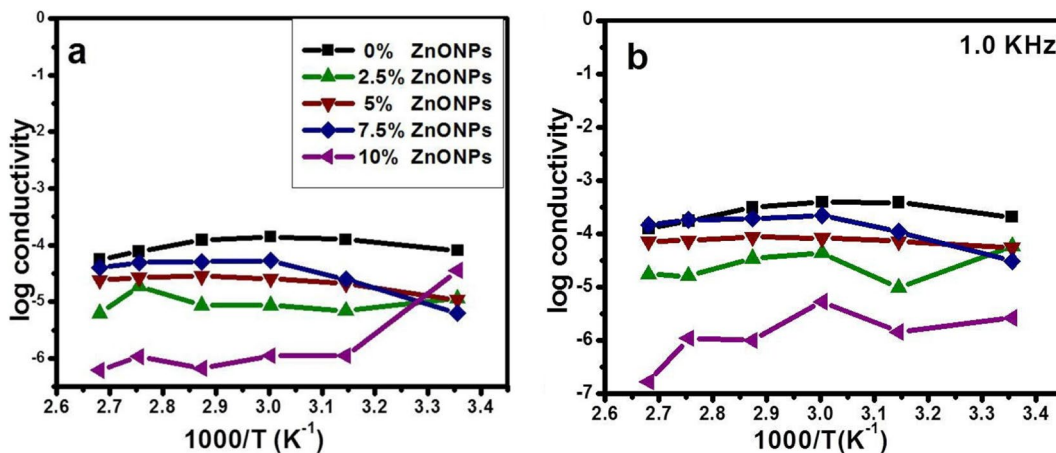 a
0% ZnONPs
2.5% ZnONPs
5% ZnONPs
7.5% ZnONPs
10% ZnONPs
log conductivity
0
-1
-2
-3
-4
-5
-6
2.6 2.7 2.8 2.9 3.0 3.1 3.2 3.3 3.4
1000/T (K⁻¹)
b
1.0 KHz
log conductivity
0
-1
-2
-3
-4
-5
-6
-7
2.6 2.7 2.8 2.9 3.0 3.1 3.2 3.3 3.4
1000/T(K⁻¹)